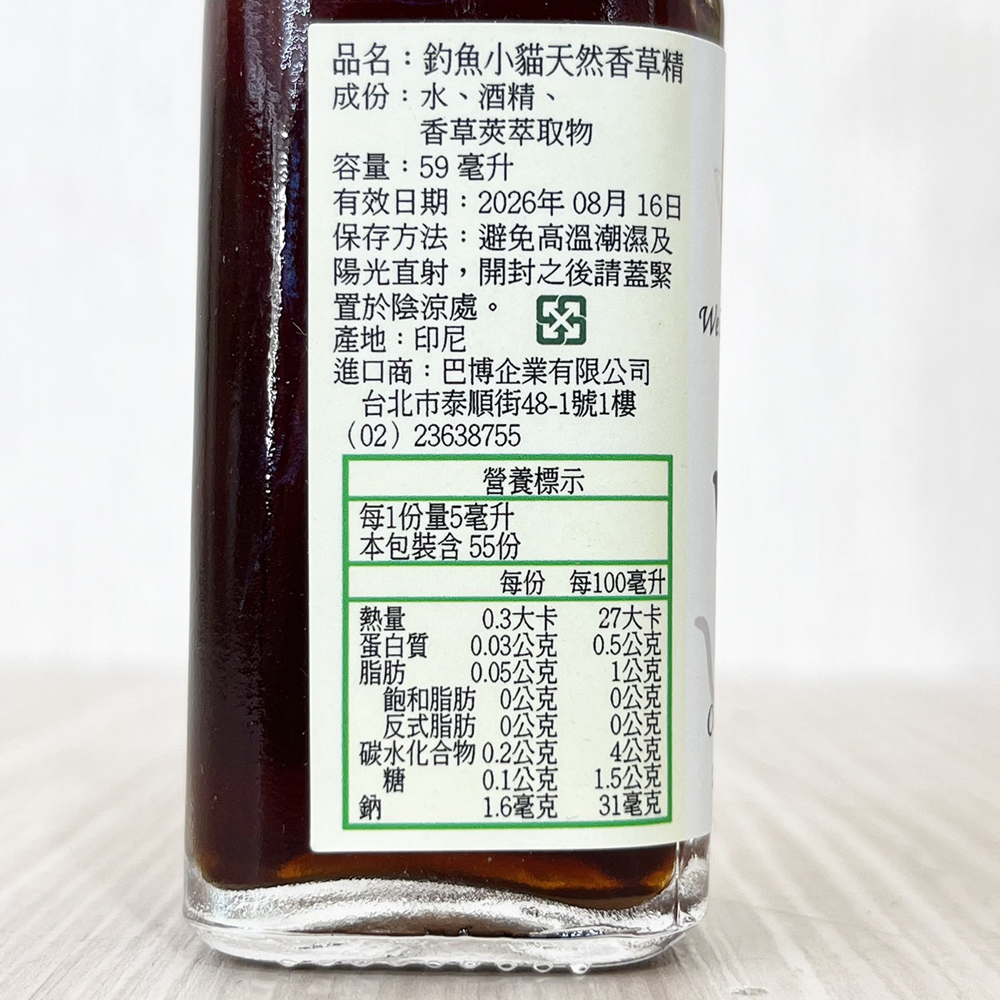 品名：釣魚小貓天然香草精
成份：水、酒精、
香草莢萃取物
容量：59 毫升
有效日期：2026年 08月 16日
保存方法：避免高溫潮濕及
陽光直射，開封之後請蓋緊
置於陰涼處。
產地：印尼
進口商：巴博企業有限公司
台北市泰順街48-1號1樓
（02）23638755
營養標示
每1份量5毫升
本包裝含 55份
每份 每100毫升
熱量 0.3大卡 27大卡
蛋白質 0.03公克 0.5公克
脂肪 0.05公克 1公克
飽和脂肪 0公克 0公克
反式脂肪 0公克 0公克
碳水化合物 0.2公克 4公克
糖 0.1公克 1.5公克
鈉 1.6毫克 31毫克